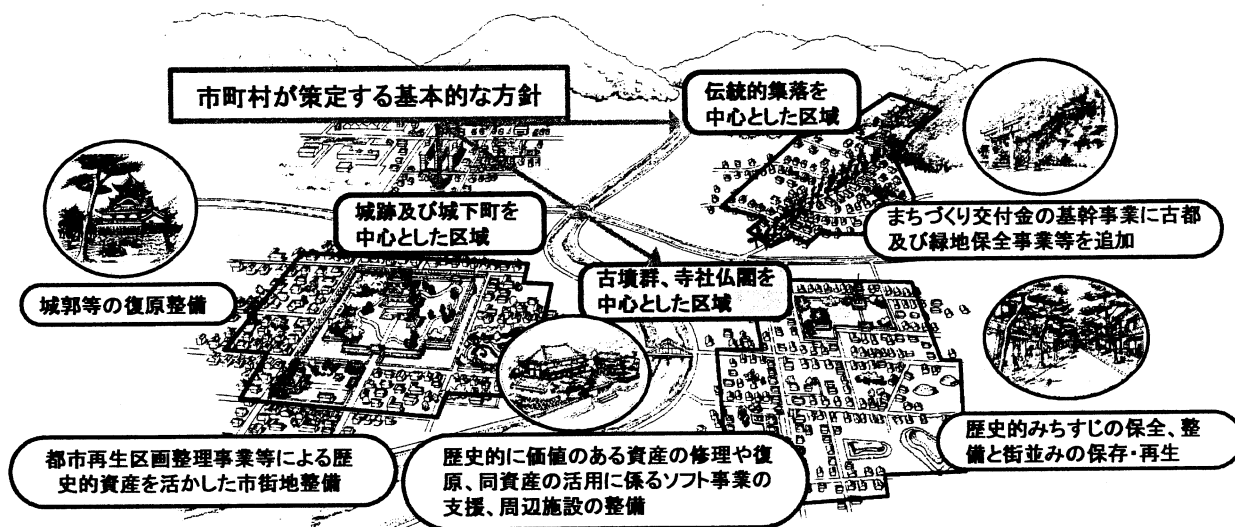 市町村が策定する基本的な方針
伝統的集落を
中心とした区域
城跡及び城下町を
中心とした区域
まちづくり交付金の基幹事業に古都
及び緑地保全事業等を追加
古墳群、寺社仏閣を
中心とした区域
城郭等の復原整備
歴史的みちすじの保全、整
備と街並みの保存・再生
都市再生区画整理事業等による歴
史的資産を活かした市街地整備
歴史的に価値のある資産の修理や復
原、同資産の活用に係るソフト事業の
支援、周辺施設の整備